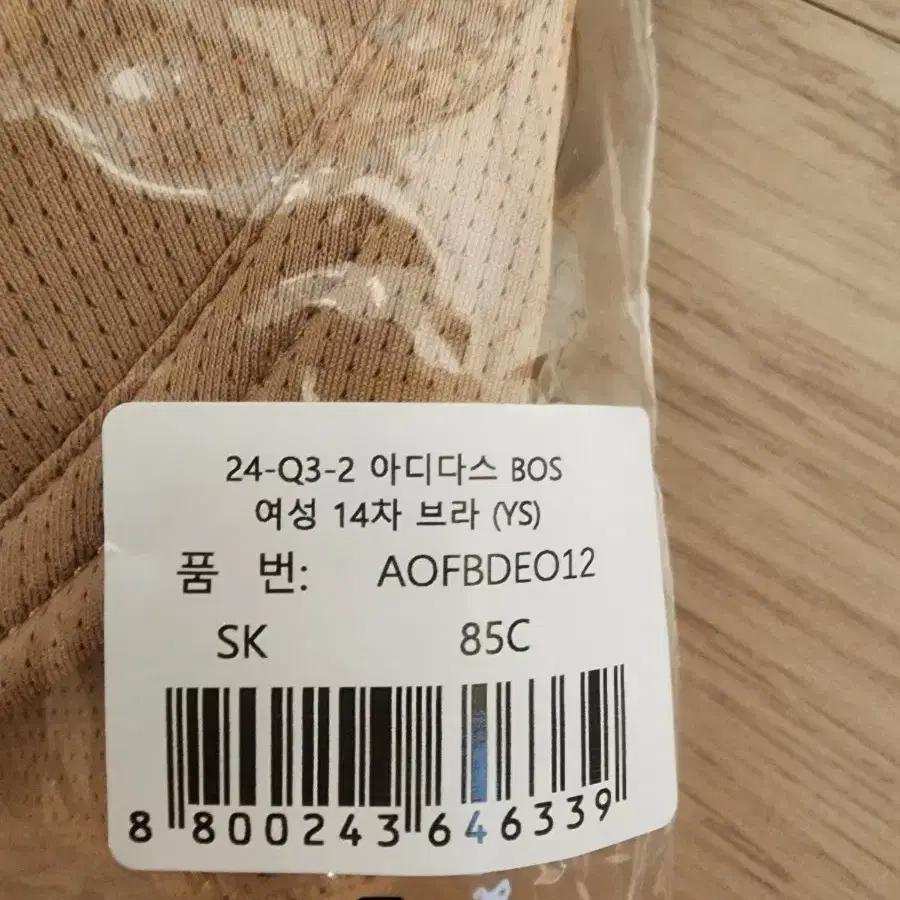 24-Q3-2 아디다스 BOS
여성 14차 브라 (YS)
품 번: AOFBDEO12
SK 85C
8 800243 646339